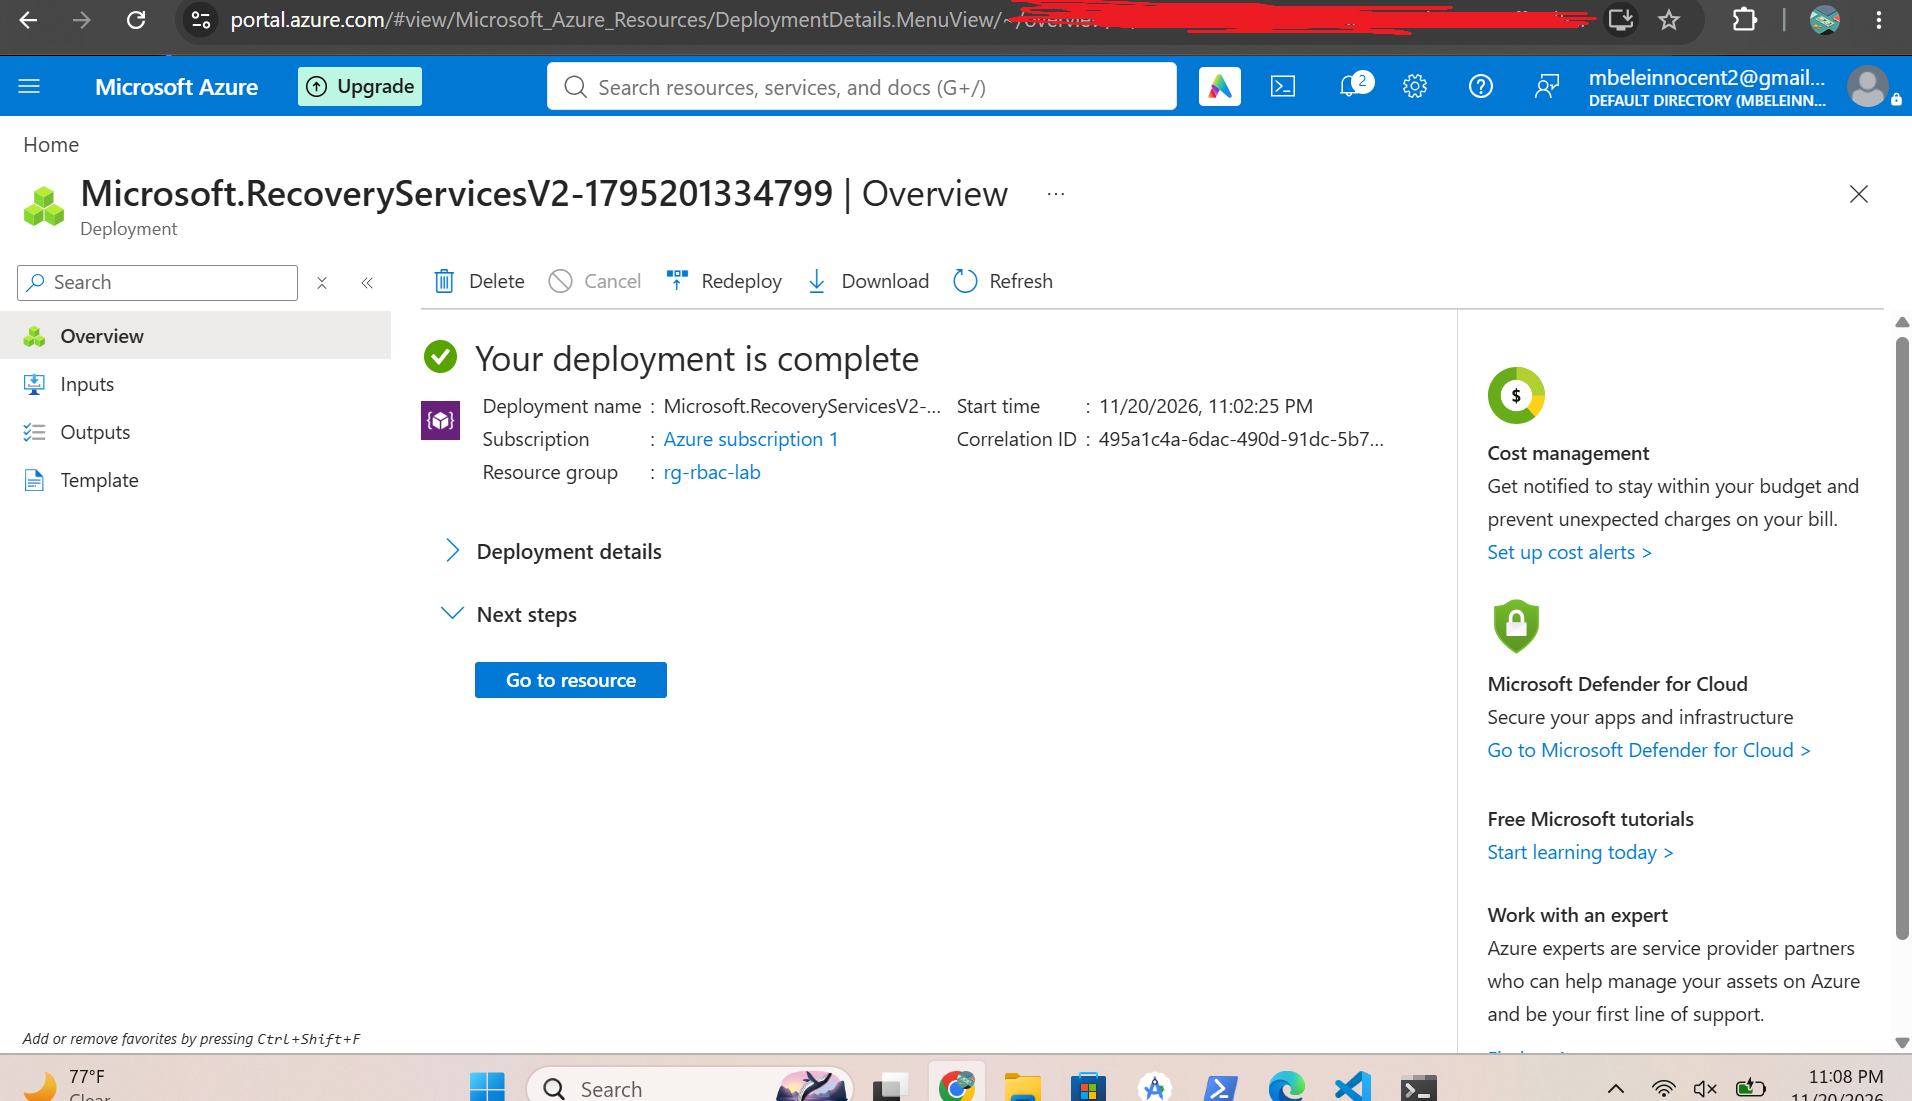 portal.azure.com/#view/Microsoft_Azure_Resources/DeploymentDetails.MenuView/~/overview
Microsoft Azure
Upgrade
Search resources, services, and docs (G+/)
2
mbeleinnocent2@gmail...
DEFAULT DIRECTORY (MBELEINN...
Home
Microsoft.RecoveryServicesV2-1795201334799 | Overview ...
Deployment
Search
Delete
Cancel
Redeploy
Download
Refresh
Overview
Inputs
Outputs
Template
Your deployment is complete
Deployment name : Microsoft.RecoveryServicesV2-...
Subscription : Azure subscription 1
Resource group : rg-rbac-lab
Start time : 11/20/2026, 11:02:25 PM
Correlation ID : 495a1c4a-6dac-490d-91dc-5b7...
Deployment details
Next steps
Go to resource
$
Cost management
Get notified to stay within your budget and
prevent unexpected charges on your bill.
Set up cost alerts >
Microsoft Defender for Cloud
Secure your apps and infrastructure
Go to Microsoft Defender for Cloud >
Free Microsoft tutorials
Start learning today >
Work with an expert
Azure experts are service provider partners
who can help manage your assets on Azure
and be your first line of support.
Add or remove favorites by pressing Ctrl+Shift+F
77°F
Clear
Search
11:08 PM
11/20/2026